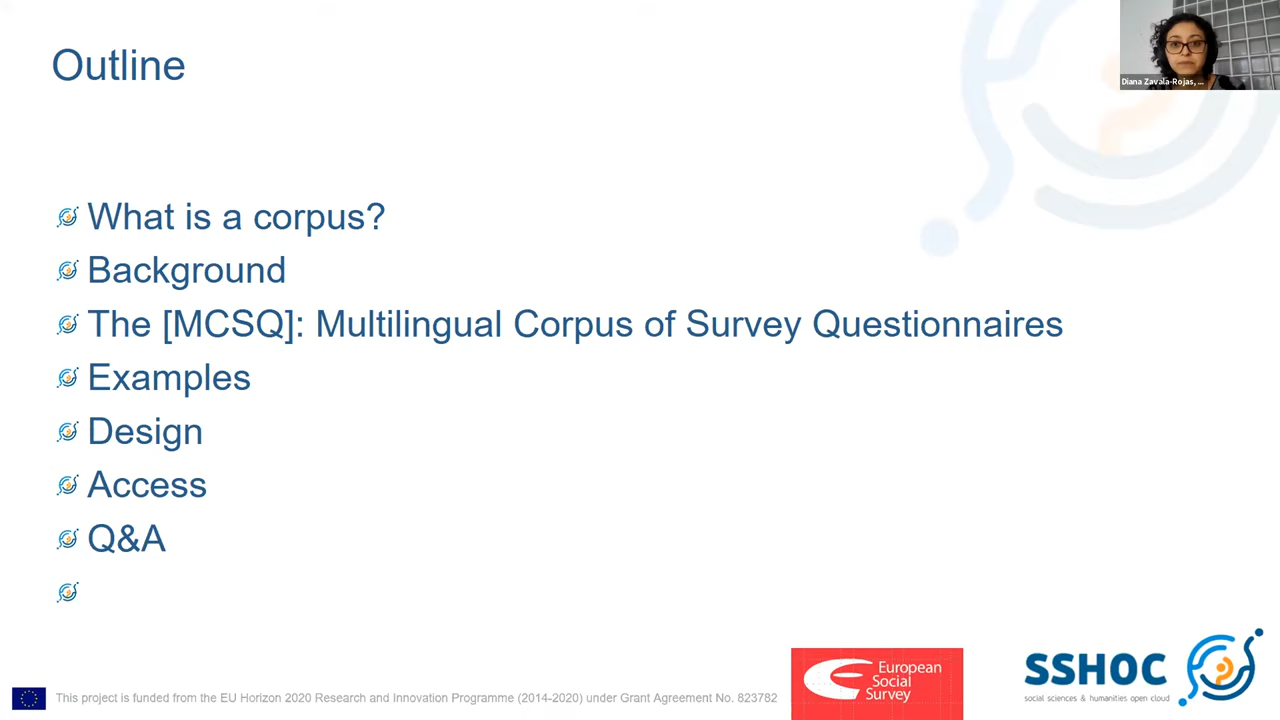 Outline
Diana Zavala-Rojas, ...
What is a corpus?
Background
The [MCSQ]: Multilingual Corpus of Survey Questionnaires
Examples
Design
Access
Q&A
European
Social
Survey
SSHOC
social sciences & humanities open cloud
This project is funded from the EU Horizon 2020 Research and Innovation Programme (2014-2020) under Grant Agreement No. 823782